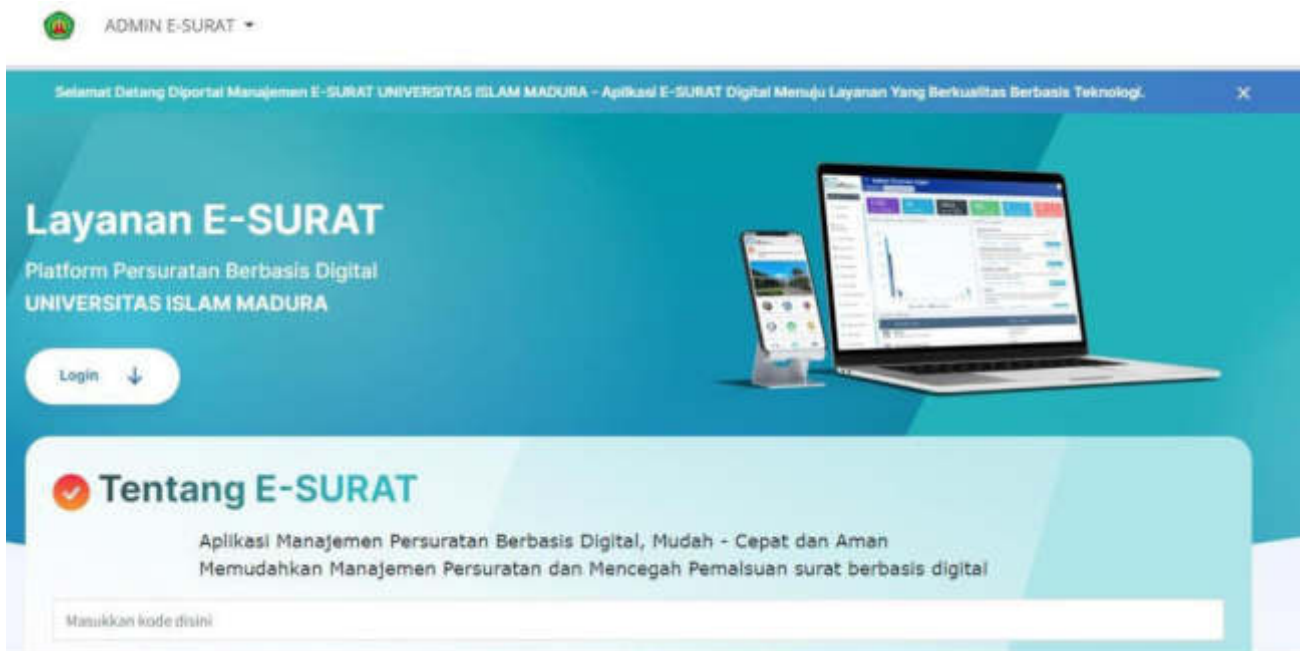 ADMIN E-SURAT
Selamat Datang Diportal Manajemen E-SURAT UNIVERSITAS ISLAM MADURA - Aplikasi E-SURAT Digital Menuju Layanan Yang Berkualitas Berbasis Teknologi.
Layanan E-SURAT
Platform Persuratan Berbasis Digital
UNIVERSITAS ISLAM MADURA
Login
Tentang E-SURAT
Aplikasi Manajemen Persuratan Berbasis Digital, Mudah - Cepat dan Aman
Memudahkan Manajemen Persuratan dan Mencegah Pemalsuan surat berbasis digital
Masukkan kode disini